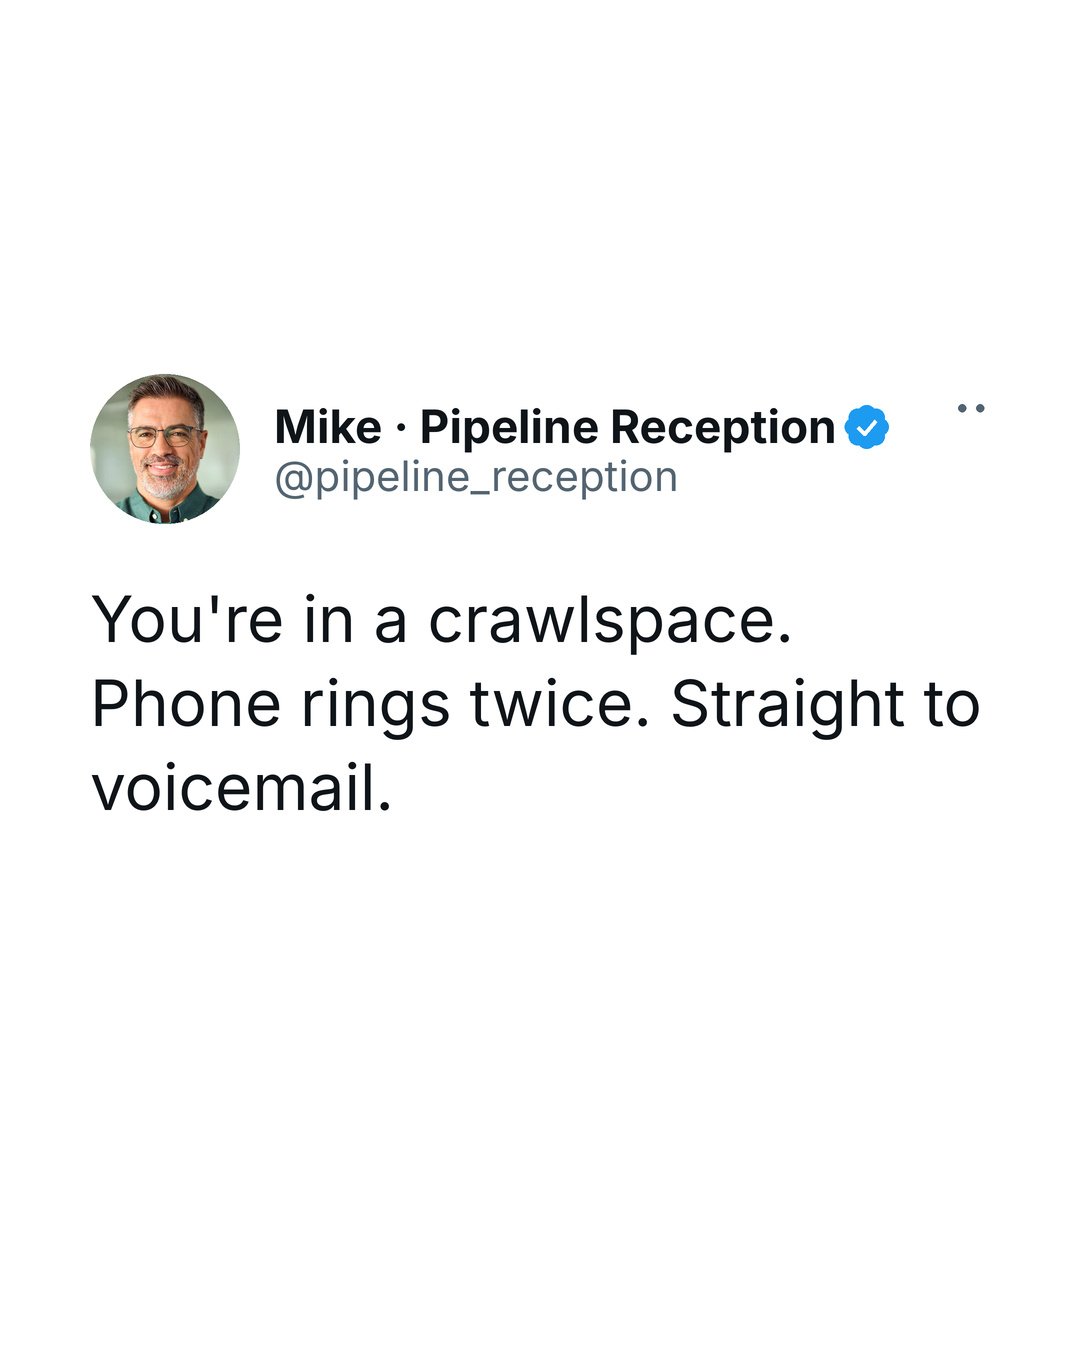 Mike · Pipeline Reception
@pipeline_reception
You're in a crawlspace.
Phone rings twice. Straight to
voicemail.